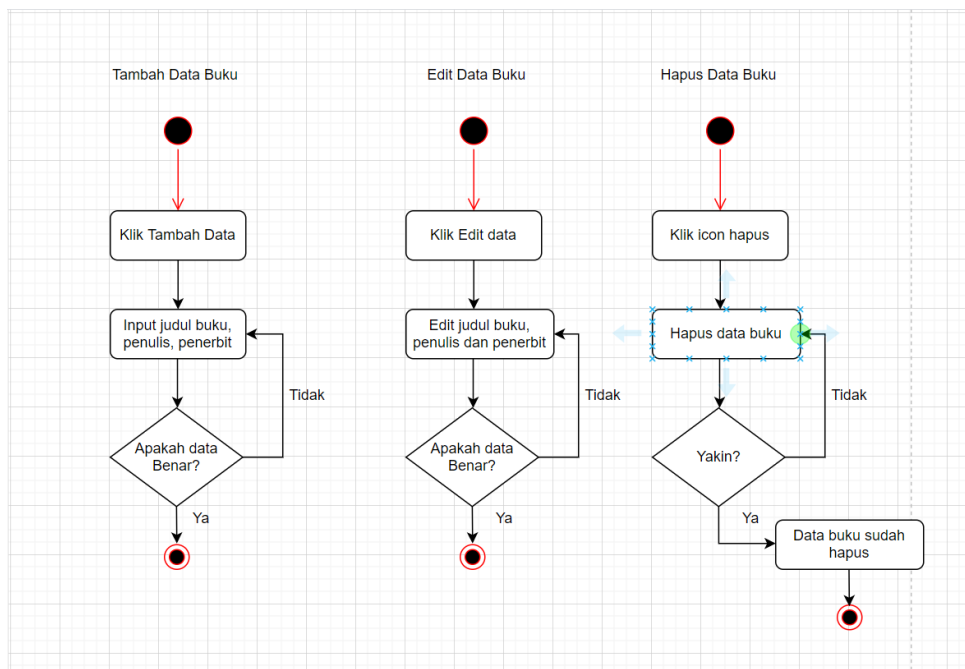 Tambah Data Buku
Edit Data Buku
Hapus Data Buku
Klik Tambah Data
Klik Edit data
Klik icon hapus
Input judul buku,
penulis, penerbit
Edit judul buku,
penulis dan penerbit
Hapus data buku
Tidak
Tidak
Tidak
Apakah data
Benar?
Apakah data
Benar?
Yakin?
Ya
Ya
Ya
Data buku sudah
hapus